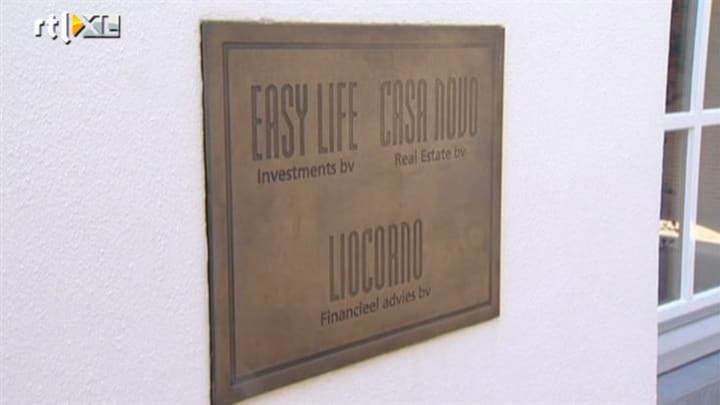 rtl XL
EASY LIFE
Investments bv
CASA NOVO
Real Estate bv
LIOCORNO
Financieel advies bv